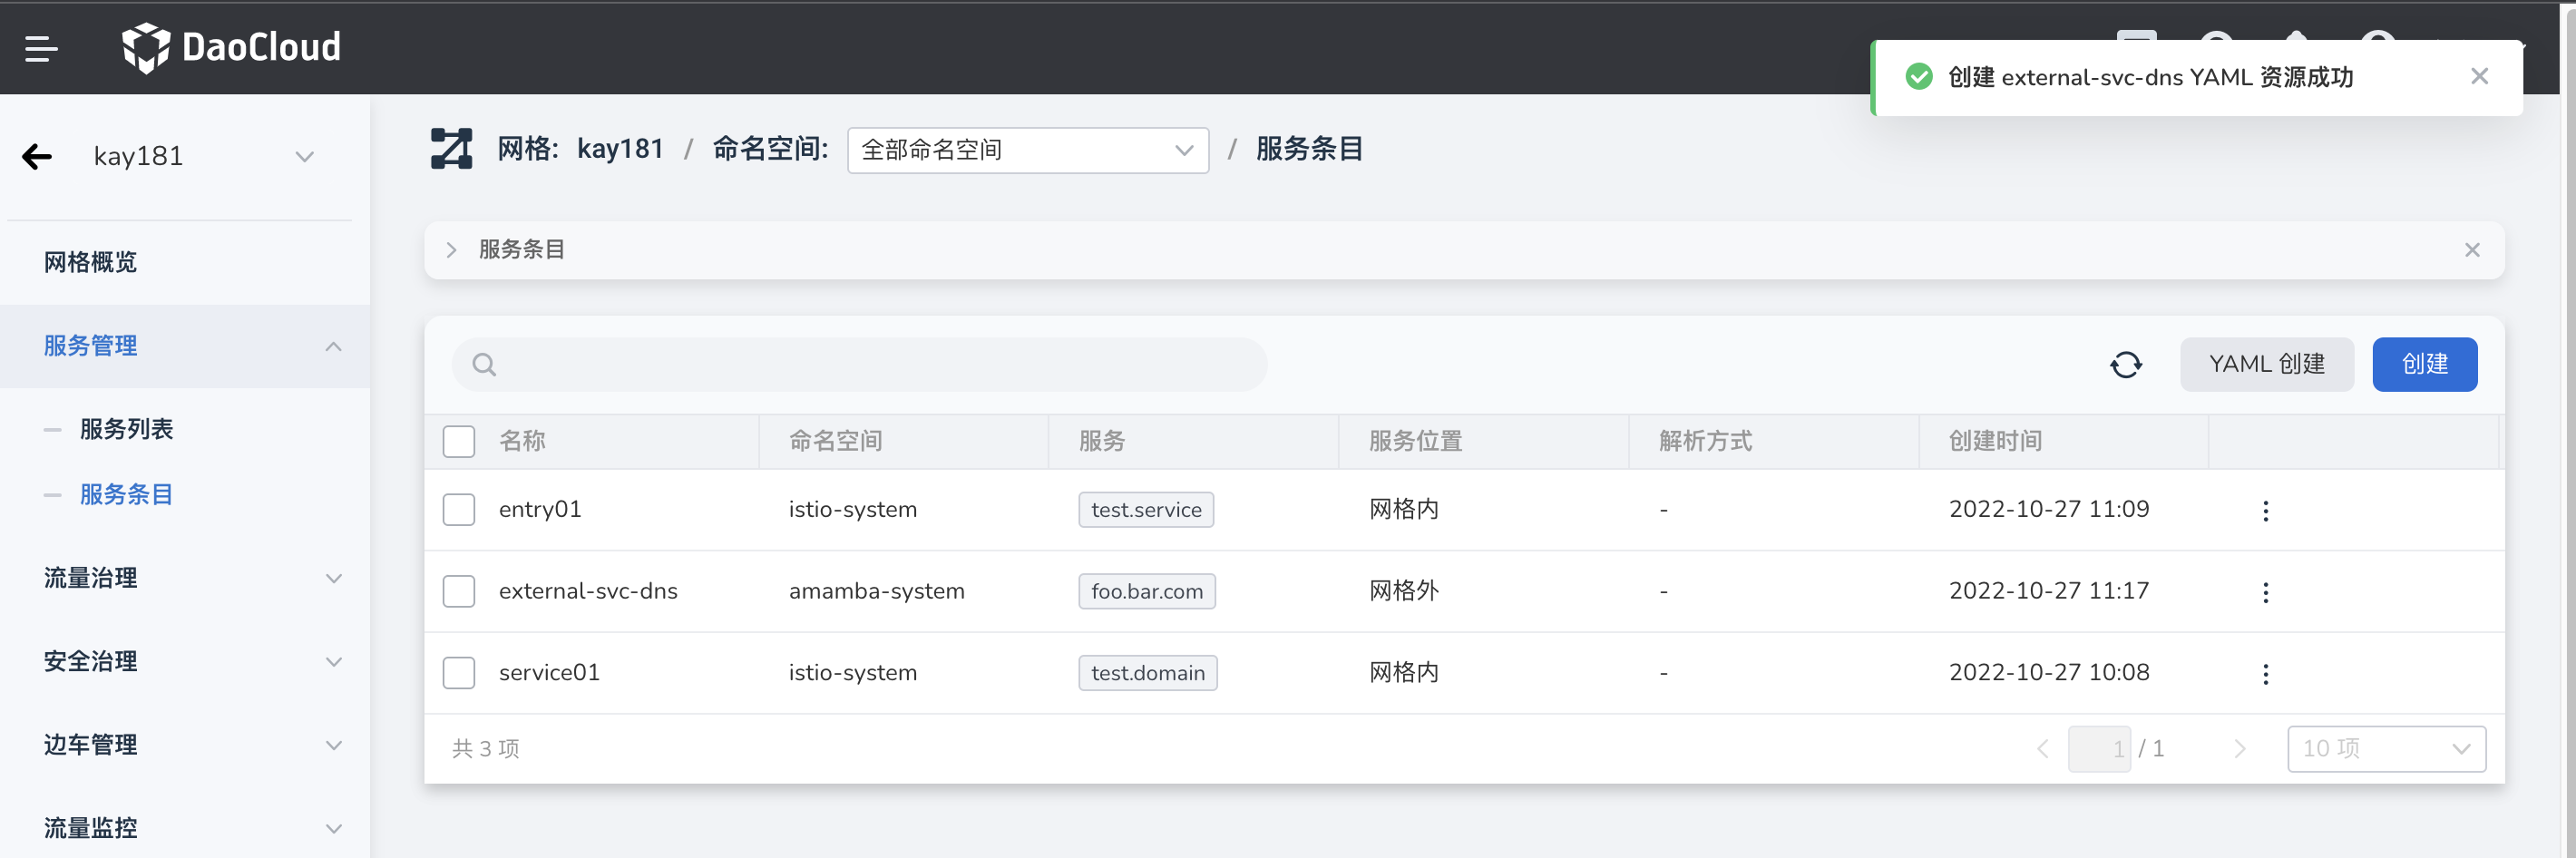 DaoCloud
创建 external-svc-dns YAML 资源成功
kay181
网格: kay181 / 命名空间: 全部命名空间 / 服务条目
服务条目
网格概览
服务管理
服务列表
服务条目
流量治理
安全治理
边车管理
流量监控
YAML 创建 创建
名称 命名空间 服务 服务位置 解析方式 创建时间
entry01 istio-system test.service 网格内 - 2022-10-27 11:09
external-svc-dns amamba-system foo.bar.com 网格外 - 2022-10-27 11:17
service01 istio-system test.domain 网格内 - 2022-10-27 10:08
共 3 项 1 / 1 10 项